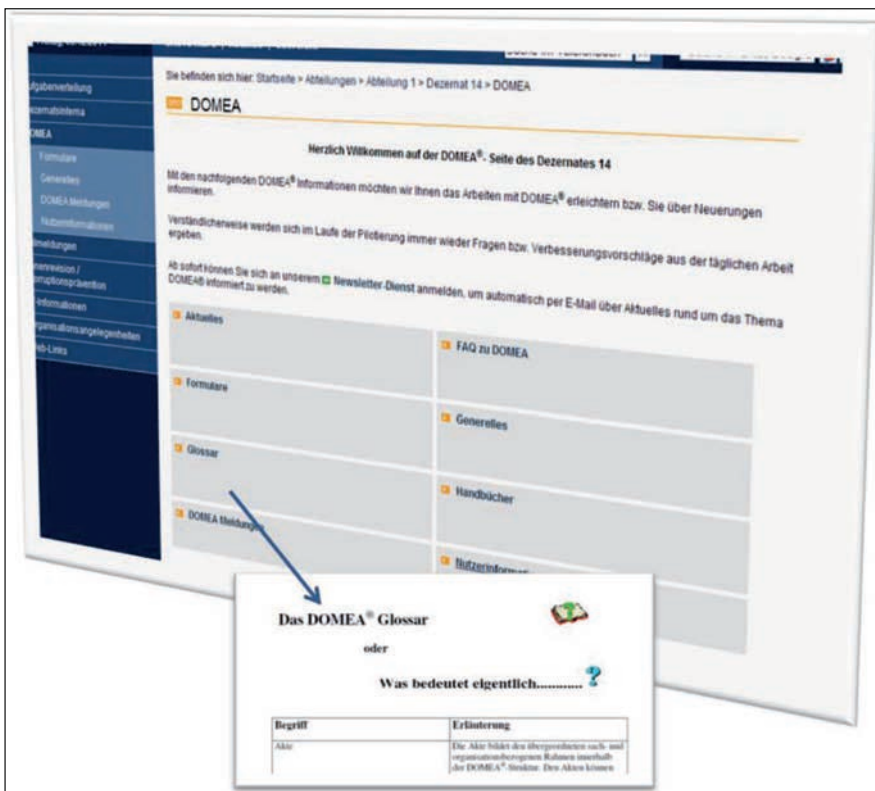 Sie befinden sich hier: Startseite > Abteilungen > Abteilung 1 > Dezernat 14 > DOMEA
DOMEA
Formulare
Generelles
DOMEA Meldungen
Nutzerinformationen
Herzlich Willkommen auf der DOMEA®- Seite des Dezernates 14
Mit den nachfolgenden DOMEA® Informationen möchten wir Ihnen das Arbeiten mit DOMEA® erleichtern bzw. Sie über Neuerungen
informieren.
Verständlicherweise werden sich im Laufe der Pilotierung immer wieder Fragen bzw. Verbesserungsvorschläge aus der täglichen Arbeit
ergeben.
Ab sofort können Sie sich an unserem Newsletter-Dienst anmelden, um automatisch per E-Mail über Aktuelles rund um das Thema
DOMEA® informiert zu werden.
Aktuelles
FAQ zu DOMEA
Formulare
Generelles
Glossar
Handbücher
DOMEA Meldungen
Das DOMEA® Glossar
oder
Was bedeutet eigentlich............ ?
Begriff
Erläuterung
Akte
Die Akte bildet den übergeordneten sach- und
organisationsbezogenen Rahmen innerhalb
der DOMEA®-Struktur. Den Akten können